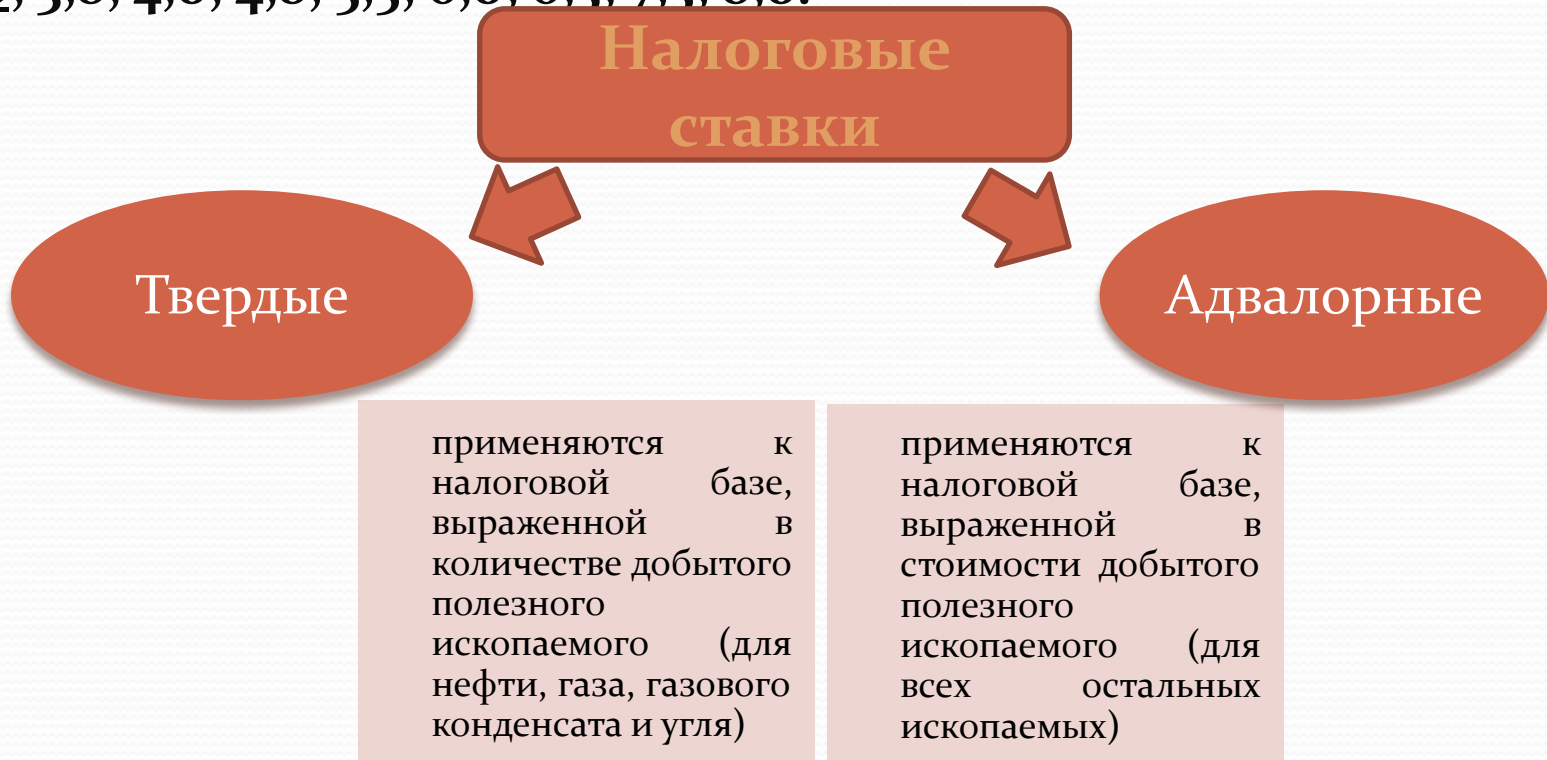 Налоговые
ставки
Твердые
Адвалорные
применяются к
налоговой базе,
выраженной в
количестве добытого
полезного
ископаемого (для
нефти, газа, газового
конденсата и угля)
применяются к
налоговой базе,
выраженной в
стоимости добытого
полезного
ископаемого (для
всех остальных
ископаемых)